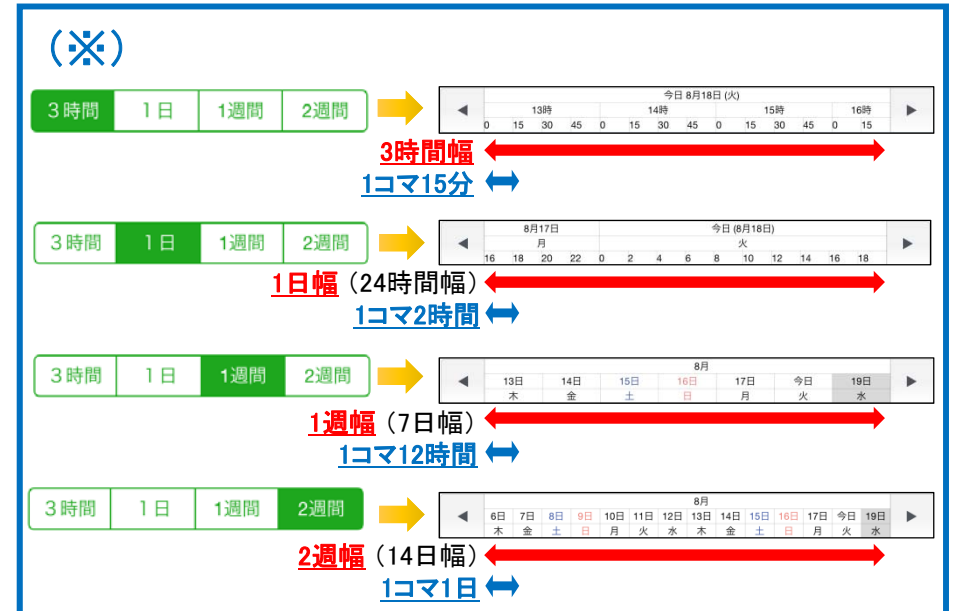 （※）
3時間 1日 1週間 2週間
今日 8月18日 (火)
◀ 13時 14時 15時 16時 ▶
0 15 30 45 0 15 30 45 0 15 30 45 0 15
3時間幅
1コマ15分
3時間 1日 1週間 2週間
8月17日 今日 (8月18日)
◀ 月 火 ▶
16 18 20 22 0 2 4 6 8 10 12 14 16 18
1日幅（24時間幅）
1コマ2時間
3時間 1日 1週間 2週間
8月
◀ 13日 14日 15日 16日 17日 今日 19日 ▶
木 金 土 日 月 火 水
1週幅（7日幅）
1コマ12時間
3時間 1日 1週間 2週間
8月
◀ 6日 7日 8日 9日 10日 11日 12日 13日 14日 15日 16日 17日 今日 19日 ▶
木 金 土 日 月 火 水 木 金 土 日 月 火 水
2週幅（14日幅）
1コマ1日